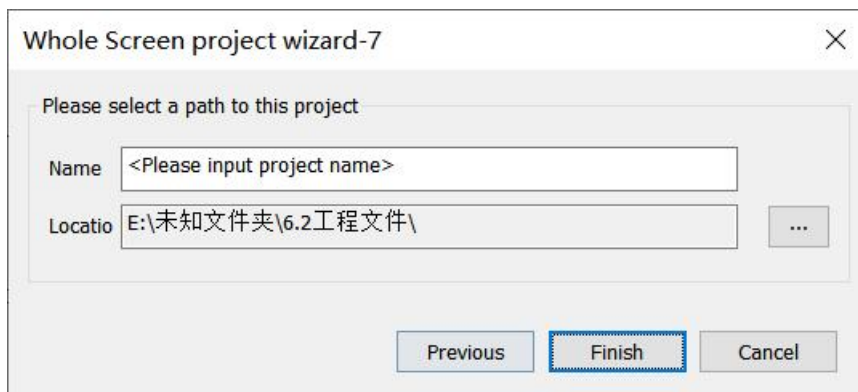 Whole Screen project wizard-7
Please select a path to this project
Name <Please input project name>
Locatio E:\未知文件夹\6.2工程文件\
...
Previous Finish Cancel